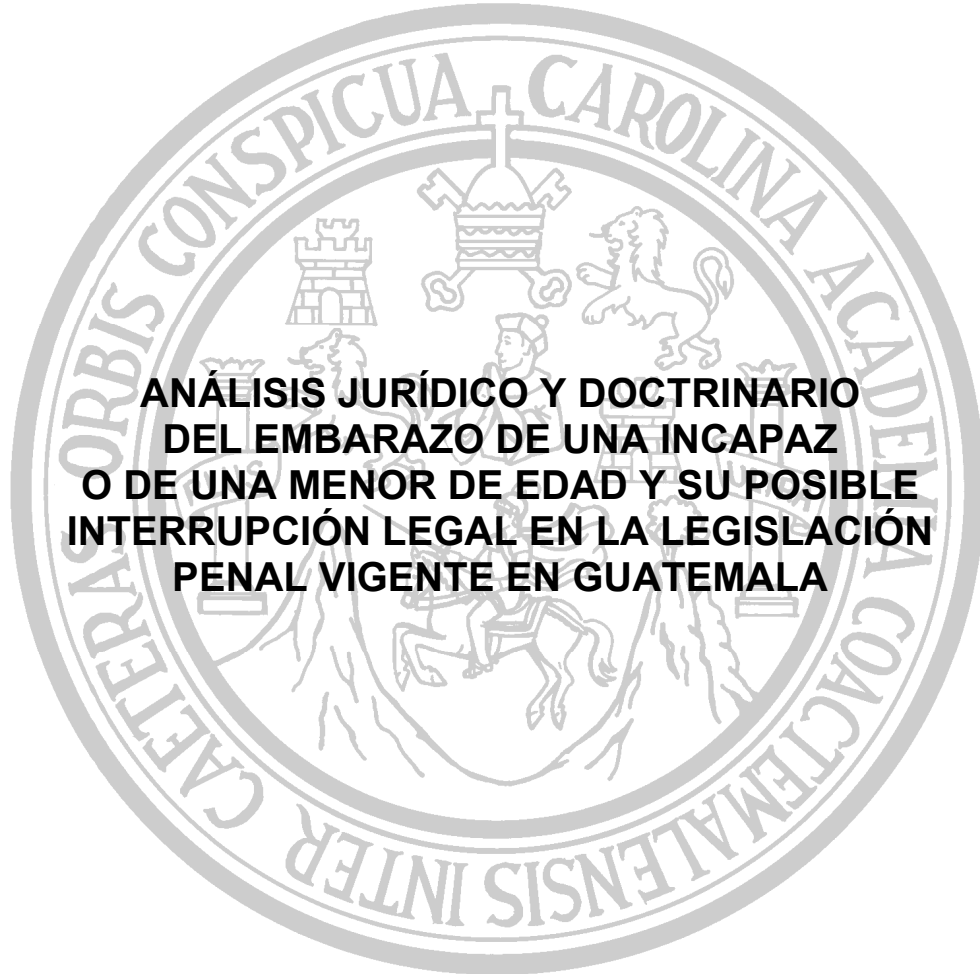 ANÁLISIS JURÍDICO Y DOCTRINARIO
DEL EMBARAZO DE UNA INCAPAZ
O DE UNA MENOR DE EDAD Y SU POSIBLE
INTERRUPCIÓN LEGAL EN LA LEGISLACIÓN
PENAL VIGENTE EN GUATEMALA
CAETERAS ORBIS CONSPICUA CAROLINA ACADEMIA COACTEMALENSIS INTER